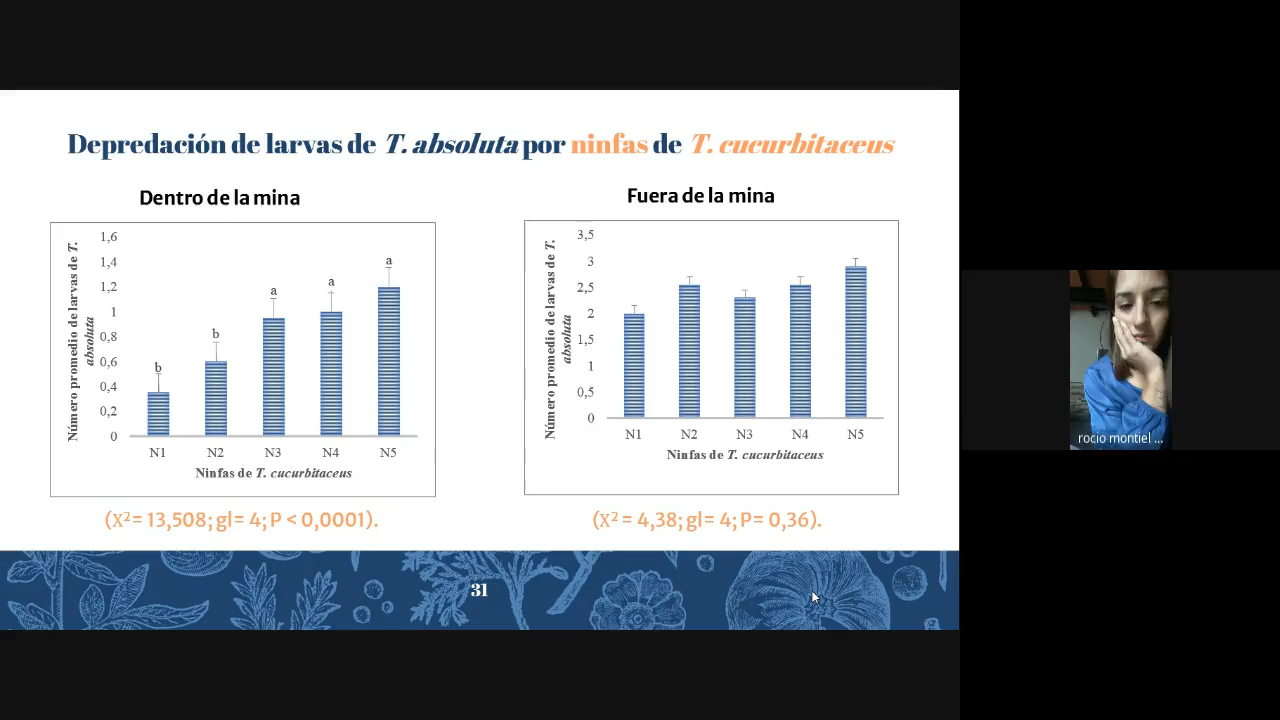 Depredación de larvas de T. absoluta por ninfas de T. cucurbitaceus
Dentro de la mina
Número promedio de larvas de T.
absoluta
1,6
1,4
1,2
1
0,8
0,6
0,4
0,2
0
b
b
a
a
a
N1 N2 N3 N4 N5
Ninfas de T. cucurbitaceus
(X²= 13,508; gl= 4; P < 0,0001).
Fuera de la mina
Número promedio de larvas de T.
absoluta
3,5
3
2,5
2
1,5
1
0,5
0
N1 N2 N3 N4 N5
Ninfas de T. cucurbitaceus
(X² = 4,38; gl= 4; P= 0,36).
31
rocio montiel ...